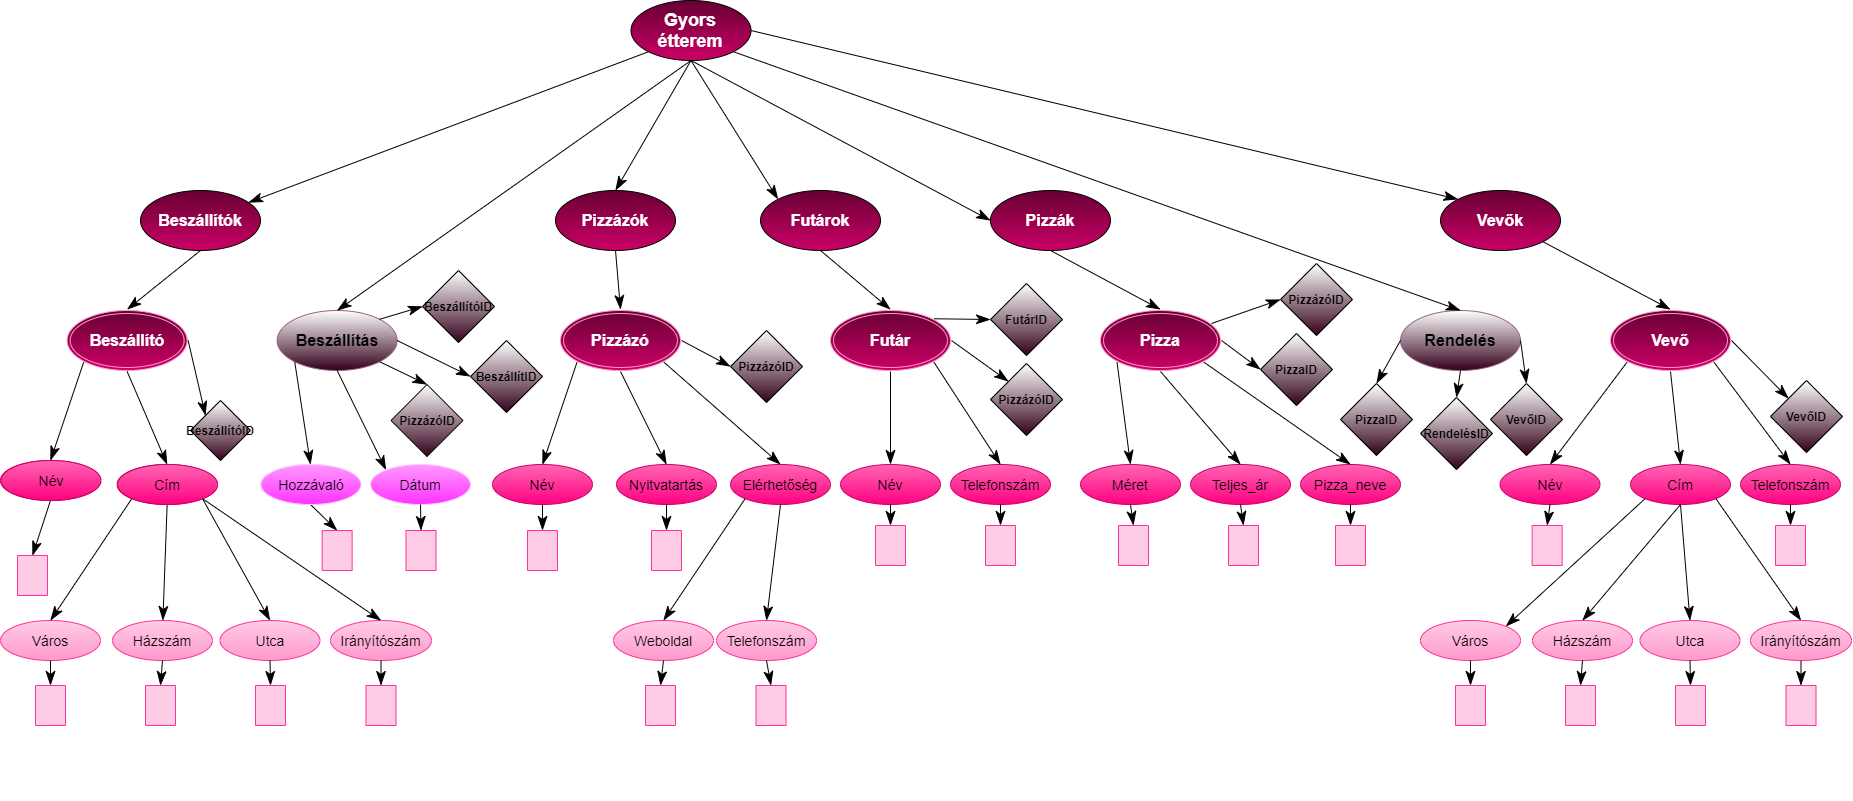 Gyors
étterem
Beszállítók
Pizzázók
Futárok
Pizzák
Vevők
Beszállító
Beszállítás
Pizzázó
Futár
Pizza
Rendelés
Vevő
BeszállítóID
BeszállítID
PizzázóID
BeszállítóID
PizzázóID
FutárID
PizzázóID
PizzázóID
PizzaID
PizzaID
RendelésID
VevőID
VevőID
Név
Cím
Hozzávaló
Dátum
Név
Nyitvatartás
Elérhetőség
Név
Telefonszám
Méret
Teljes_ár
Pizza_neve
Név
Cím
Telefonszám
Város
Házszám
Utca
Irányítószám
Weboldal
Telefonszám
Város
Házszám
Utca
Irányítószám